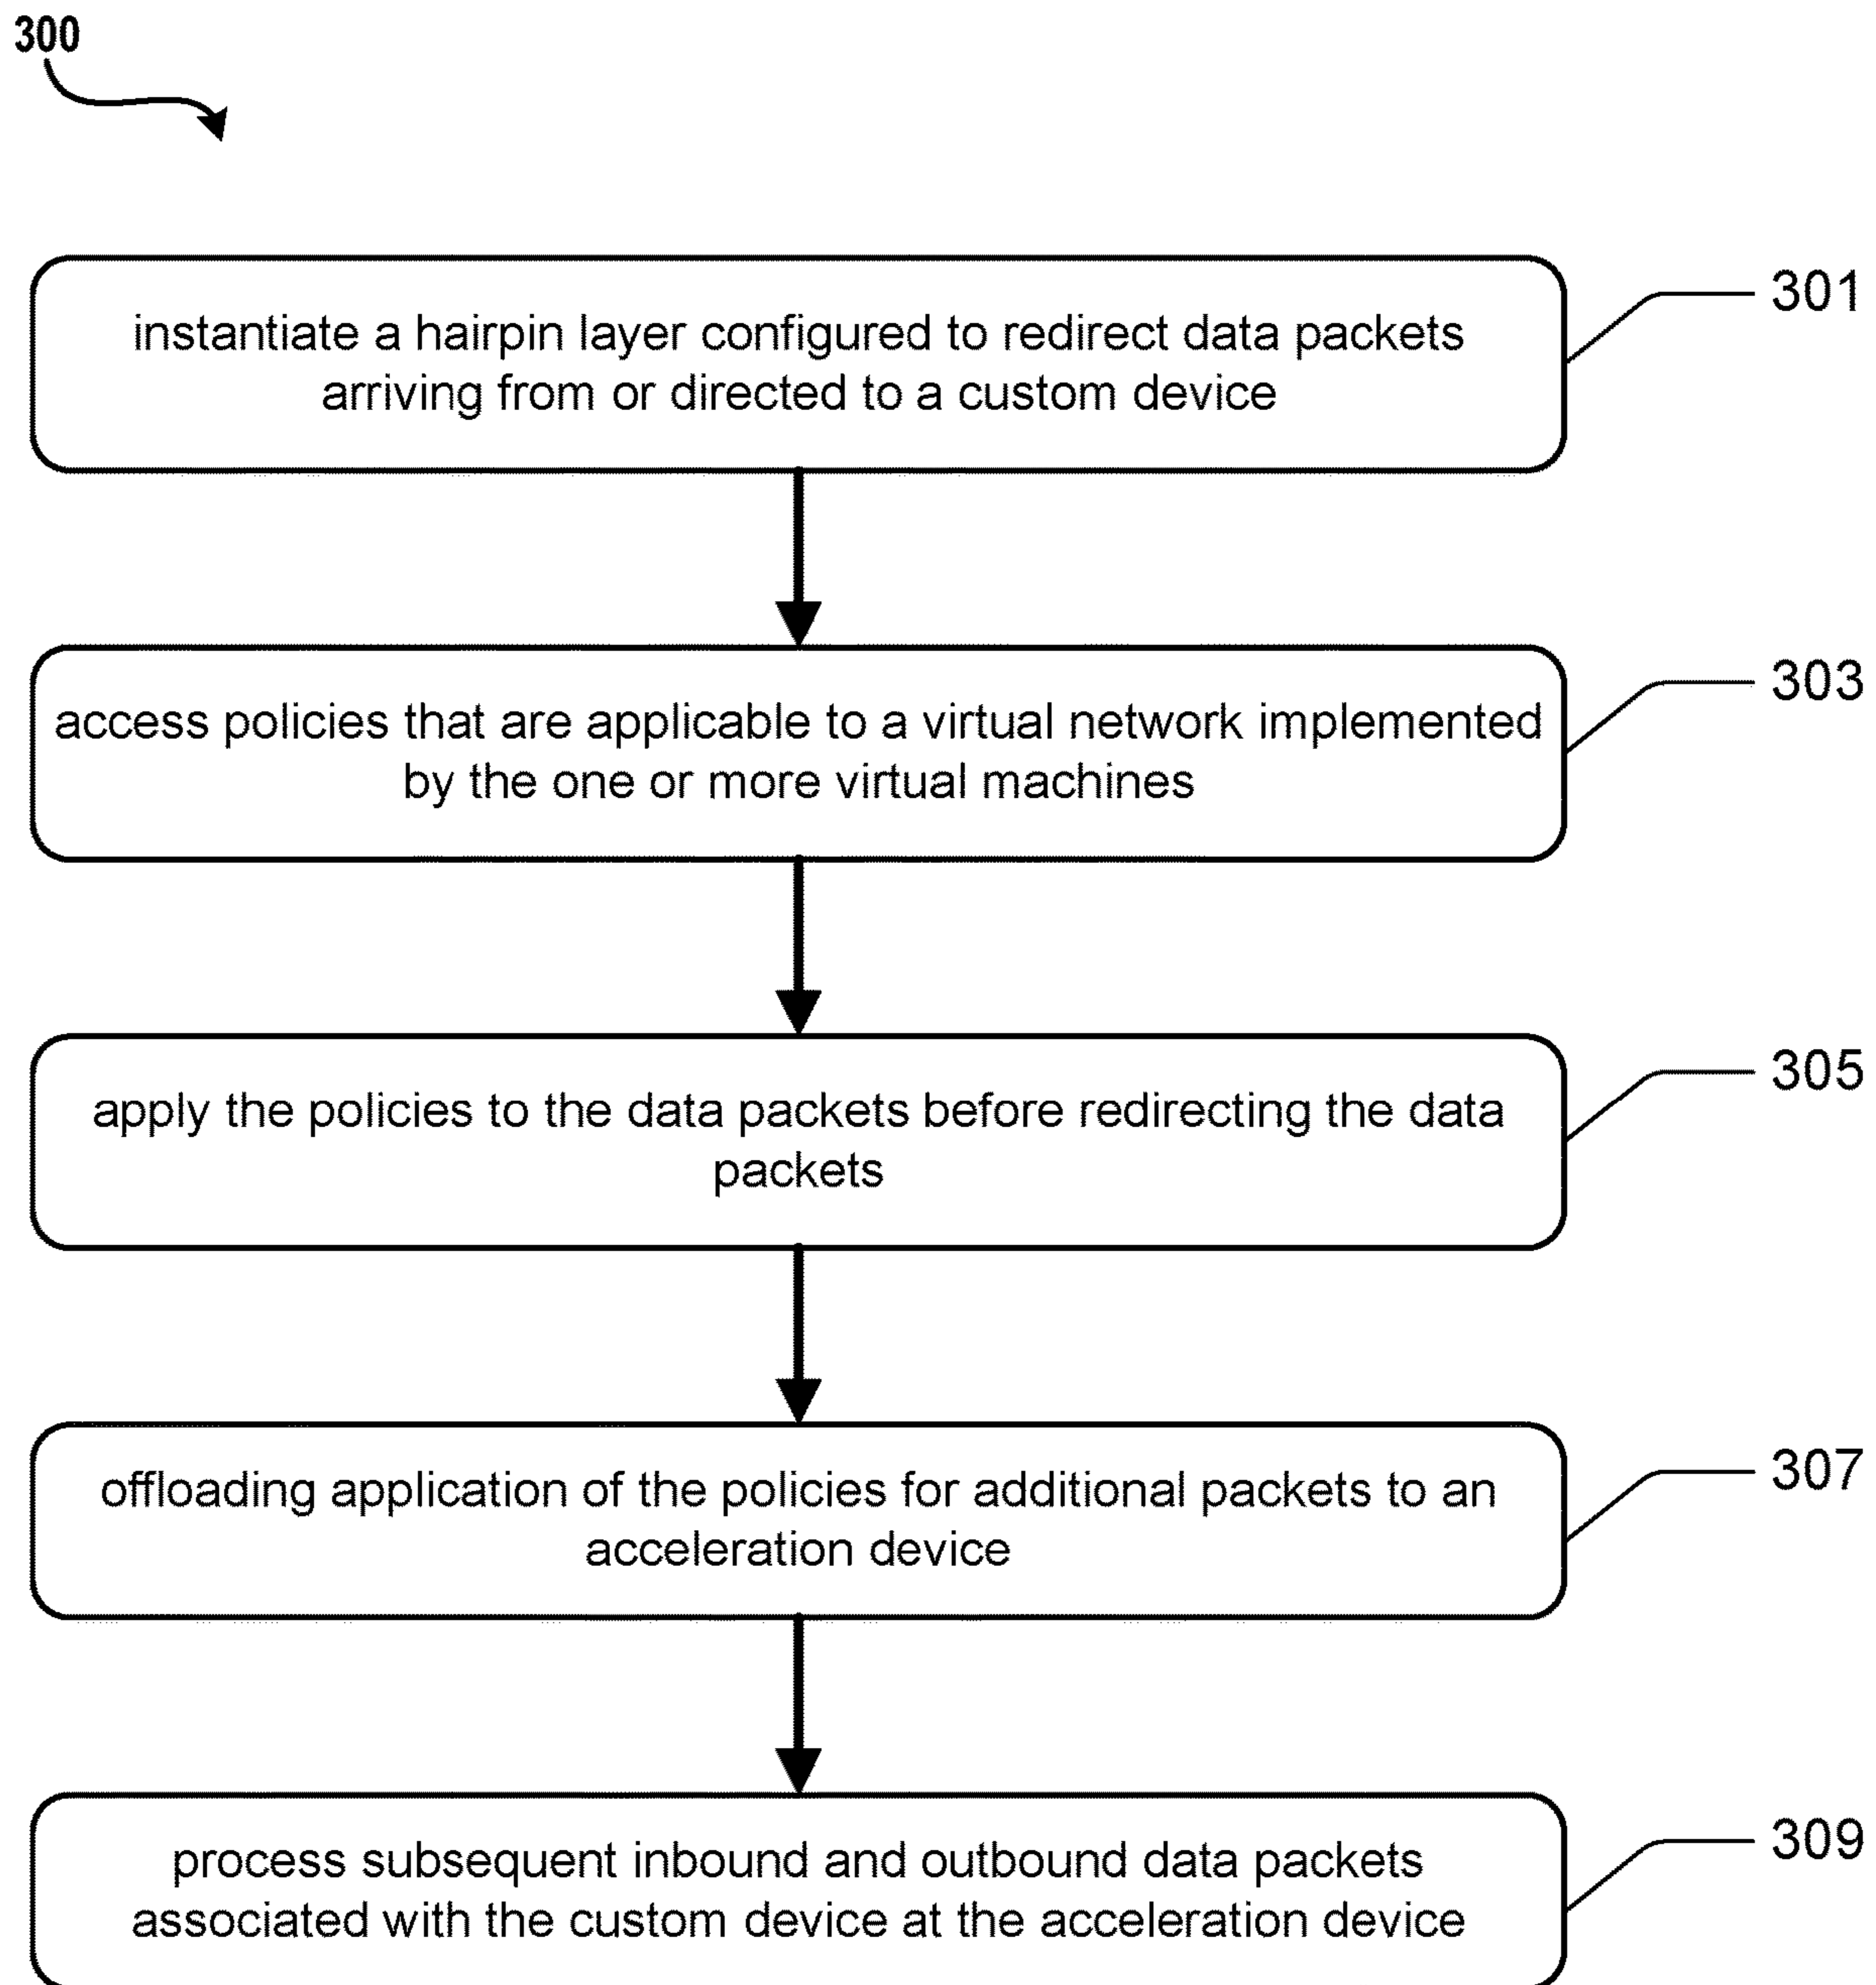 300
instantiate a hairpin layer configured to redirect data packets
arriving from or directed to a custom device
301
access policies that are applicable to a virtual network implemented
by the one or more virtual machines
303
apply the policies to the data packets before redirecting the data
packets
305
offloading application of the policies for additional packets to an
acceleration device
307
process subsequent inbound and outbound data packets
associated with the custom device at the acceleration device
309